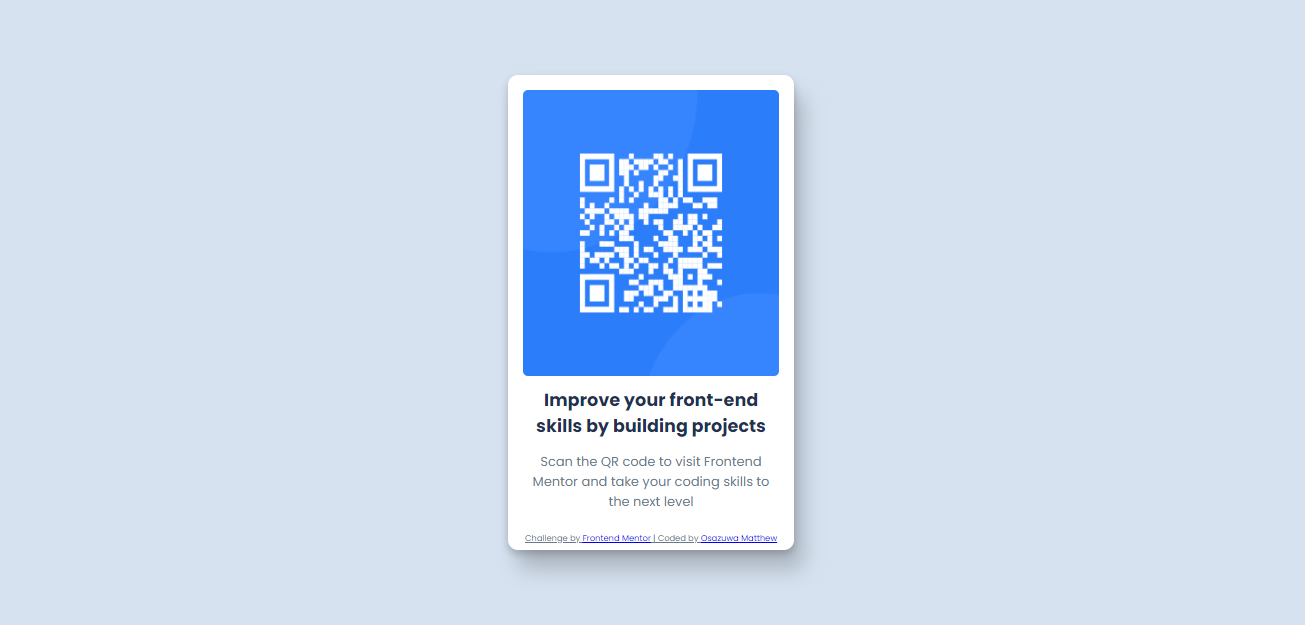 Improve your front-end
skills by building projects
Scan the QR code to visit Frontend
Mentor and take your coding skills to
the next level
Challenge by Frontend Mentor | Coded by Osazuwa Matthew